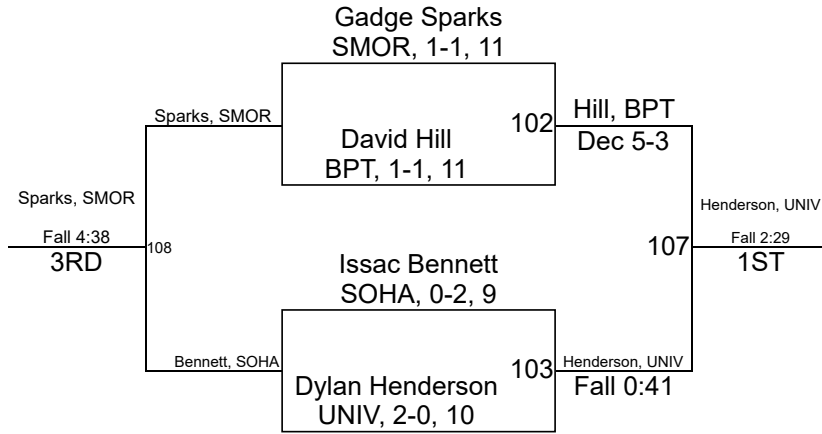 Gadge Sparks
SMOR, 1-1, 11
Sparks, SMOR
David Hill
BPT, 1-1, 11
102
Hill, BPT
Dec 5-3
Sparks, SMOR
Fall 4:38
3RD
108
107
Henderson, UNIV
Fall 2:29
1ST
Issac Bennett
SOHA, 0-2, 9
Bennett, SOHA
Dylan Henderson
UNIV, 2-0, 10
103
Henderson, UNIV
Fall 0:41